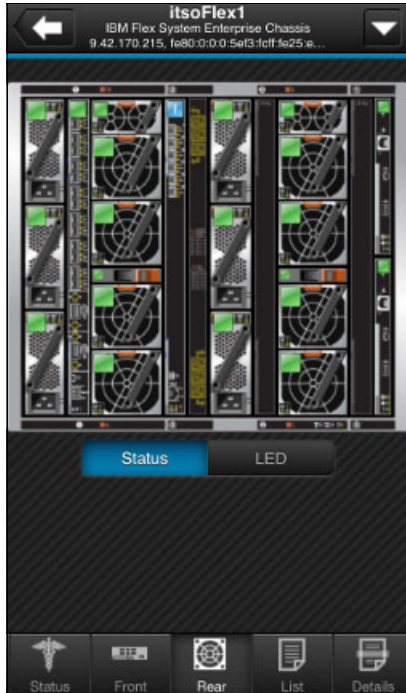 itsoFlex1
IBM Flex System Enterprise Chassis
9.42.170.215, fe80:0:0:0:5ef3:fcff:fe25:e...
Status
LED
Status
Front
Rear
List
Details